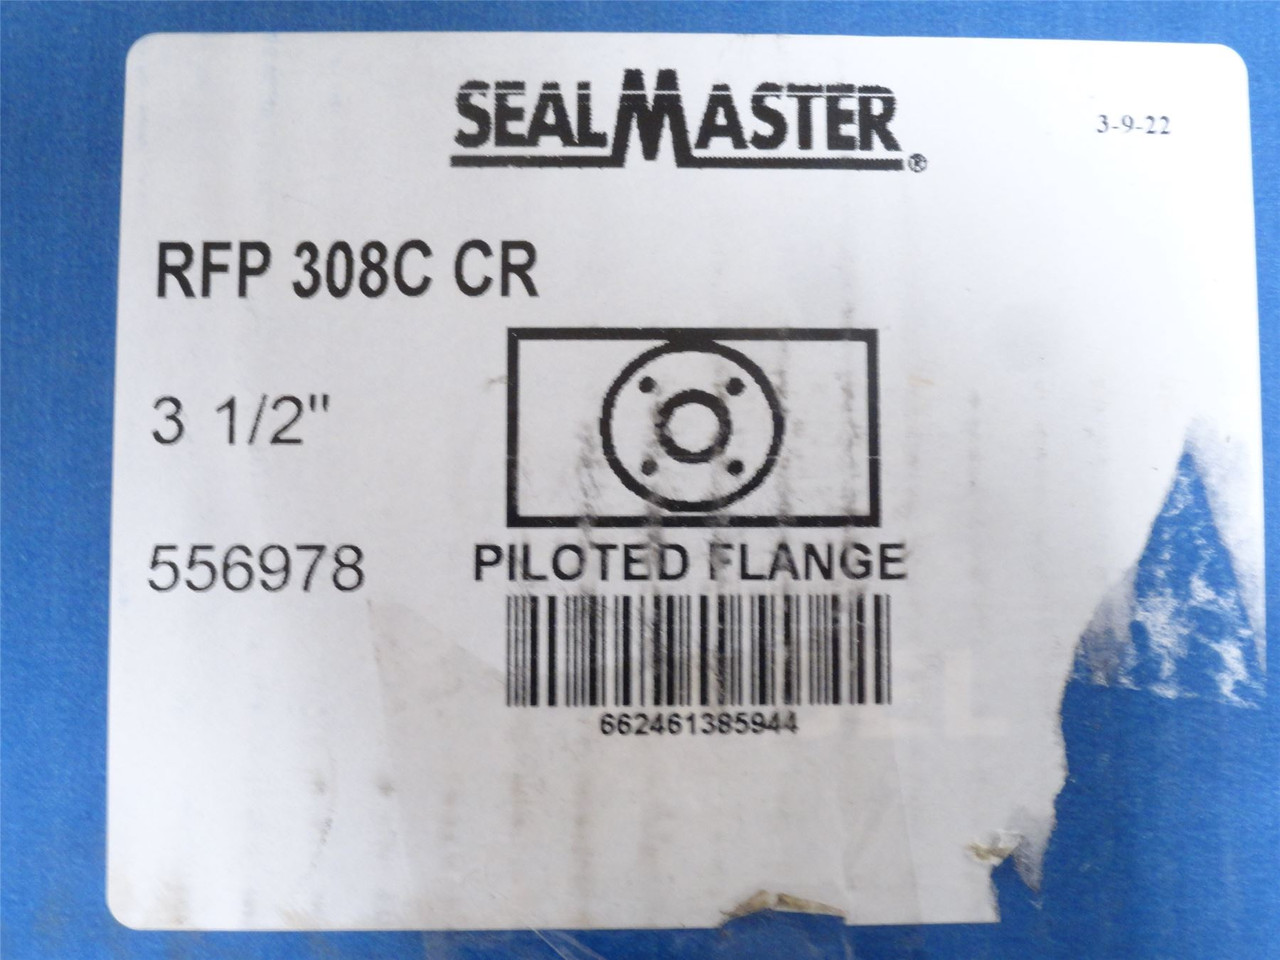 SEALMASTER®
3-9-22
RFP 308C CR
3 1/2"
556978
PILOTED FLANGE
662461385944